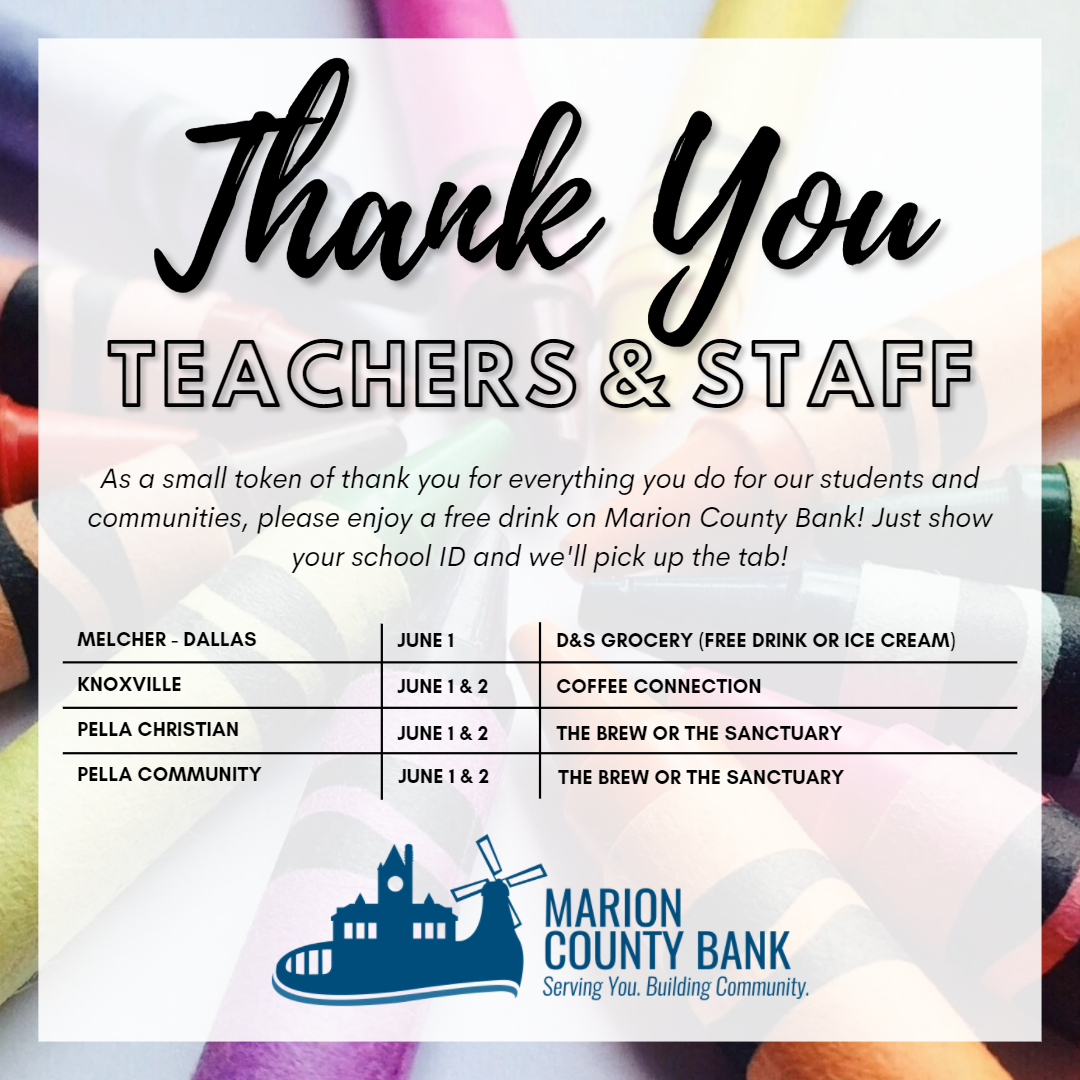 Thank You
TEACHERS & STAFF
As a small token of thank you for everything you do for our students and
communities, please enjoy a free drink on Marion County Bank! Just show
your school ID and we'll pick up the tab!
MELCHER - DALLAS JUNE 1 D&S GROCERY (FREE DRINK OR ICE CREAM)
KNOXVILLE JUNE 1 & 2 COFFEE CONNECTION
PELLA CHRISTIAN JUNE 1 & 2 THE BREW OR THE SANCTUARY
PELLA COMMUNITY JUNE 1 & 2 THE BREW OR THE SANCTUARY
MARION
COUNTY BANK
Serving You. Building Community.